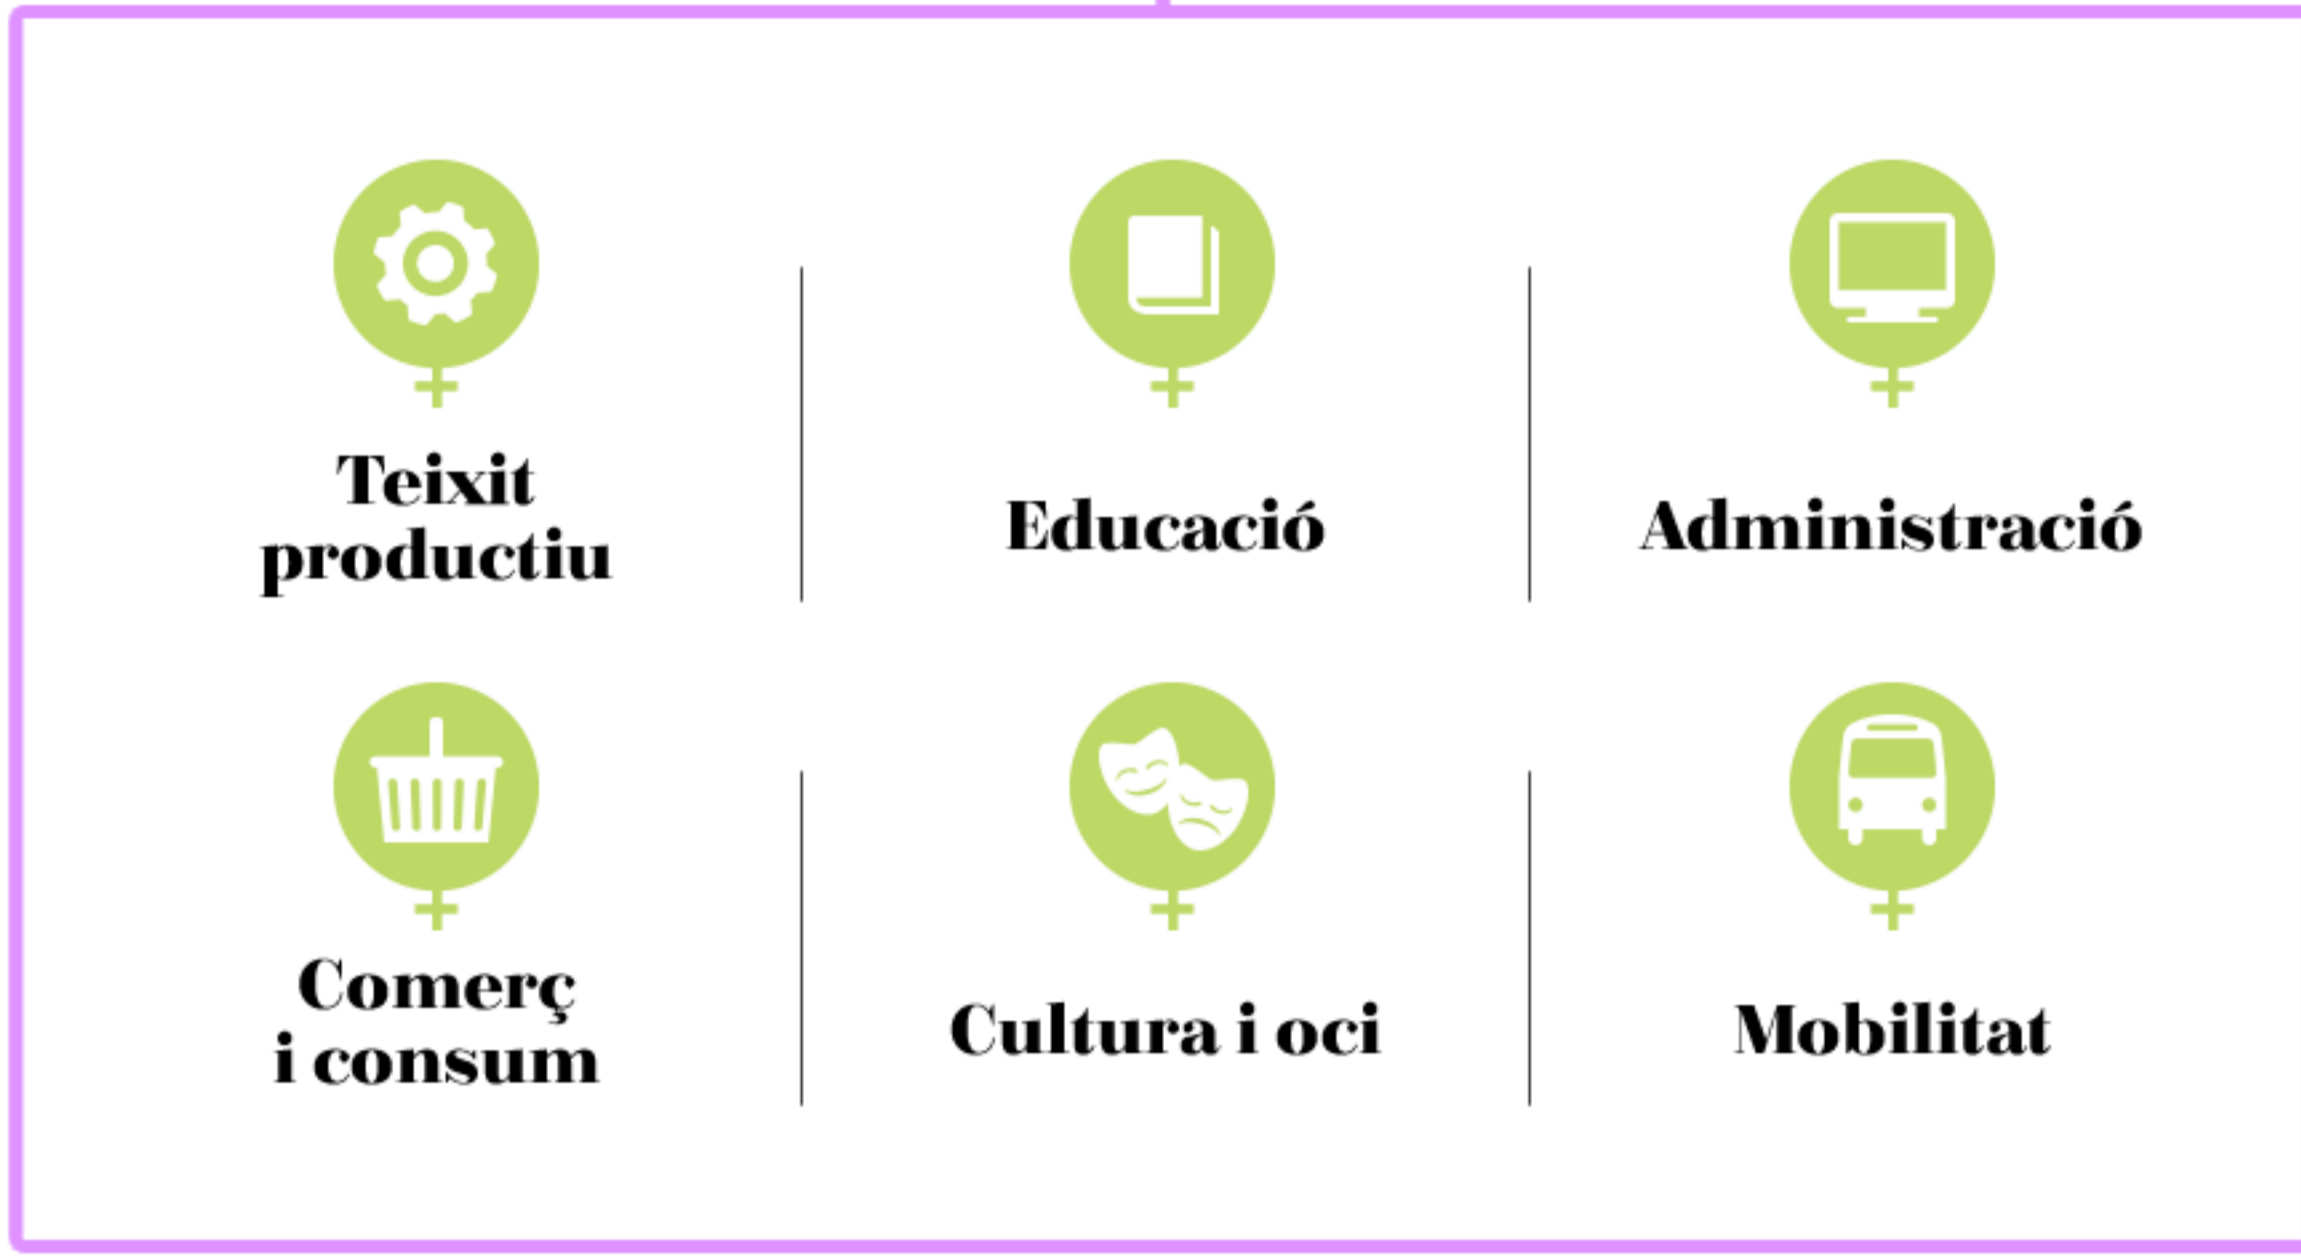 Teixit
productiu
Educació
Administració
Comerç
i consum
Cultura i oci
Mobilitat